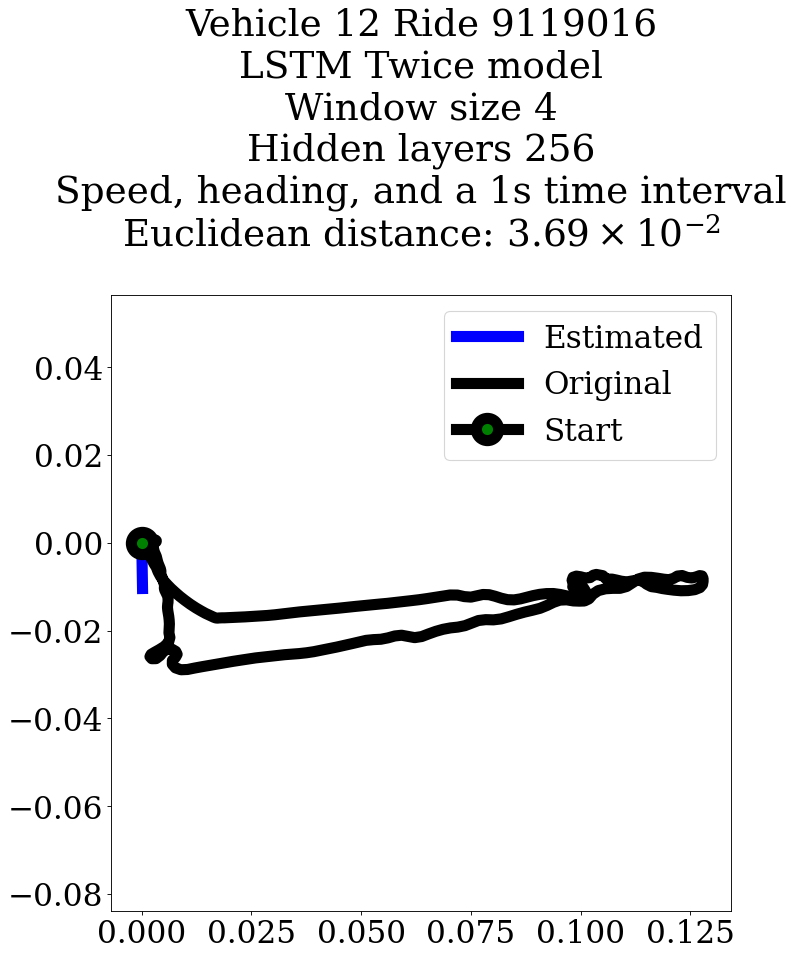 Vehicle 12 Ride 9119016
LSTM Twice model
Window size 4
Hidden layers 256
Speed, heading, and a 1s time interval
Euclidean distance: 3.69 × 10⁻²
Estimated
Original
Start
0.04
0.02
0.00
−0.02
−0.04
−0.06
−0.08
0.000 0.025 0.050 0.075 0.100 0.125